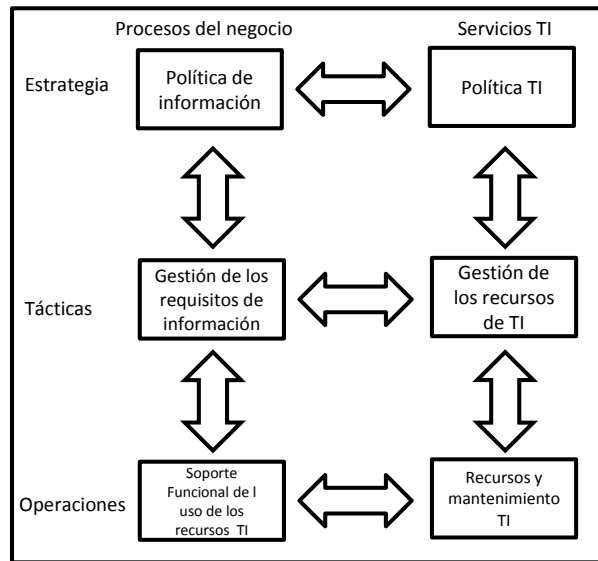 Procesos del negocio
Servicios TI
Estrategia
Política de
información
Política TI
Tácticas
Gestión de los
requisitos de
información
Gestión de
los recursos
de TI
Operaciones
Soporte
Funcional de l
uso de los
recursos TI
Recursos y
mantenimiento
TI